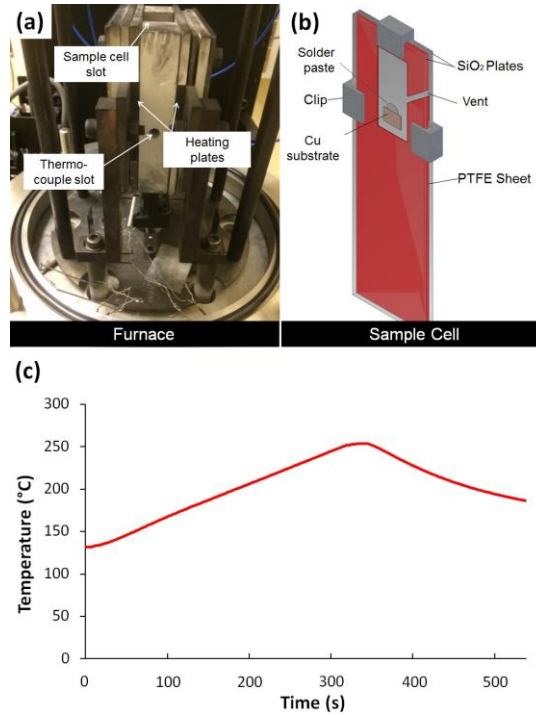 (a)
Sample cell
slot
Heating
plates
Thermo-
couple slot
Furnace
(b)
Solder
paste
SiO₂ Plates
Clip
Vent
Cu
substrate
PTFE Sheet
Sample Cell
(c)
Temperature (°C)
300
250
200
150
100
50
0
0 100 200 300 400 500
Time (s)